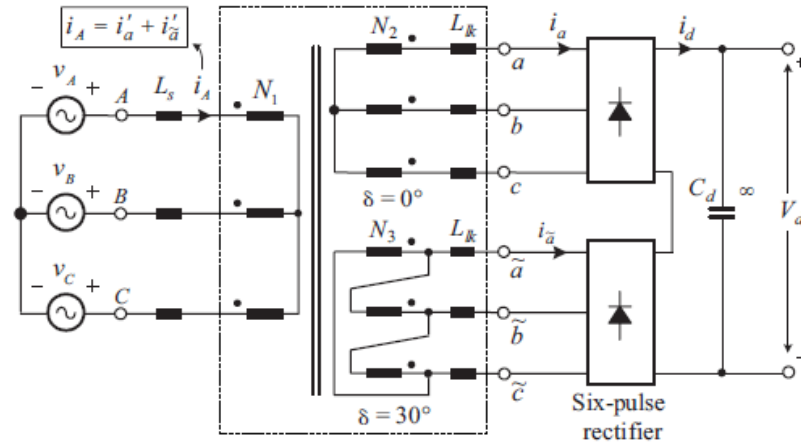 i_A = i'_a + i'_ã
− v_A +
A
L_s
i_A
N_1
− v_B +
B
− v_C +
C
N_2
L_lk
a
i_a
i_d
b
c
δ = 0°
N_3
L_lk
ã
i_ã
b̃
c̃
δ = 30°
Six-pulse
rectifier
C_d
∞
+
V_d
−